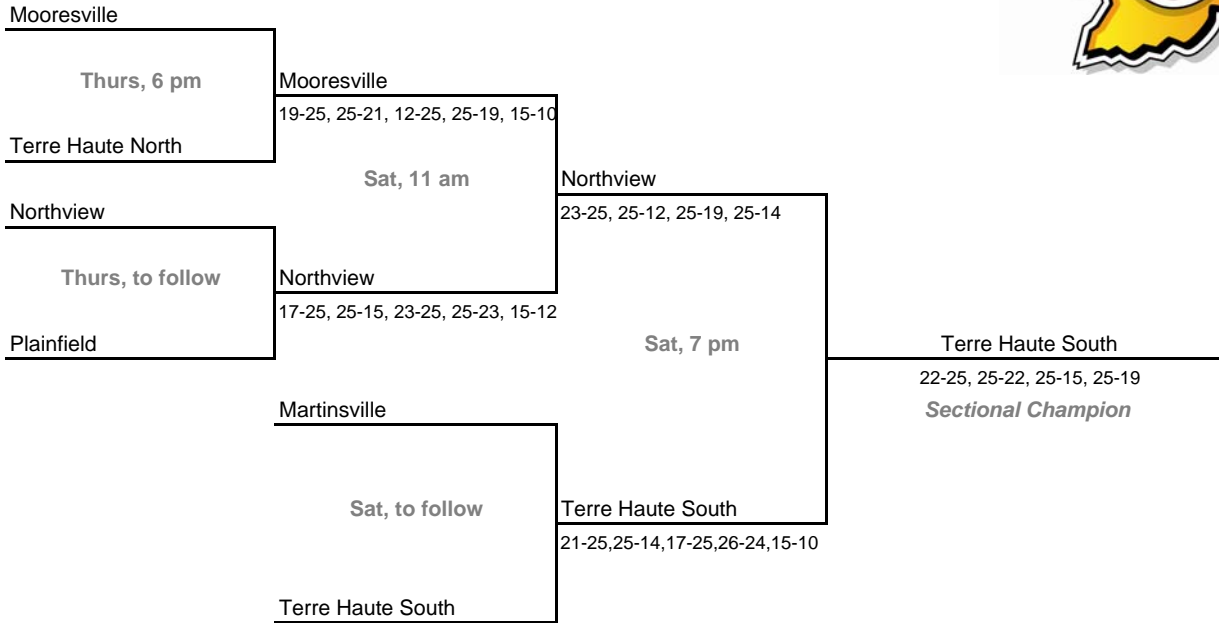 Mooresville
Thurs, 6 pm
Mooresville
19-25, 25-21, 12-25, 25-19, 15-10
Terre Haute North
Sat, 11 am
Northview
23-25, 25-12, 25-19, 25-14
Northview
Thurs, to follow
Northview
17-25, 25-15, 23-25, 25-23, 15-12
Plainfield
Sat, 7 pm
Terre Haute South
22-25, 25-22, 25-15, 25-19
Sectional Champion
Martinsville
Sat, to follow
Terre Haute South
21-25,25-14,17-25,26-24,15-10
Terre Haute South